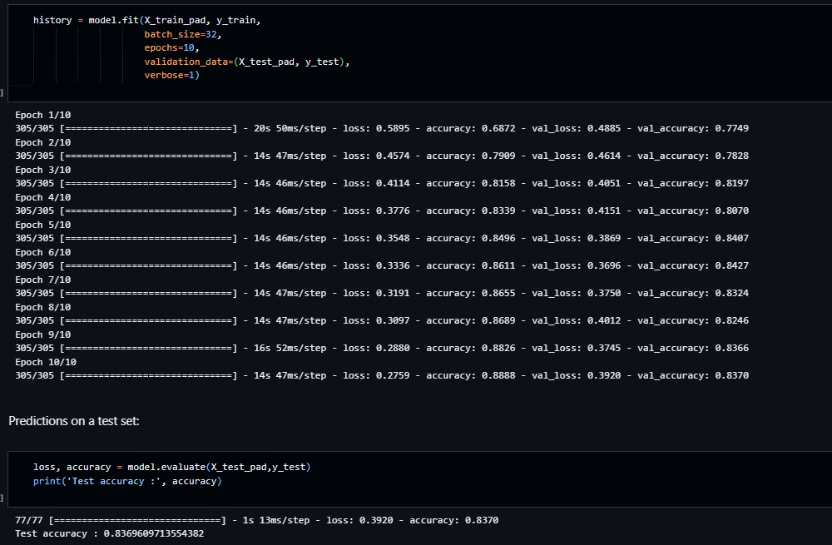 history = model.fit(X_train_pad, y_train,
batch_size=32,
epochs=10,
validation_data=(X_test_pad, y_test),
verbose=1)
]
Epoch 1/10
305/305 [==============================] - 20s 50ms/step - loss: 0.5895 - accuracy: 0.6872 - val_loss: 0.4885 - val_accuracy: 0.7749
Epoch 2/10
305/305 [==============================] - 14s 47ms/step - loss: 0.4574 - accuracy: 0.7909 - val_loss: 0.4614 - val_accuracy: 0.7828
Epoch 3/10
305/305 [==============================] - 14s 46ms/step - loss: 0.4114 - accuracy: 0.8158 - val_loss: 0.4051 - val_accuracy: 0.8197
Epoch 4/10
305/305 [==============================] - 14s 46ms/step - loss: 0.3776 - accuracy: 0.8339 - val_loss: 0.4151 - val_accuracy: 0.8070
Epoch 5/10
305/305 [==============================] - 14s 46ms/step - loss: 0.3548 - accuracy: 0.8496 - val_loss: 0.3869 - val_accuracy: 0.8407
Epoch 6/10
305/305 [==============================] - 14s 46ms/step - loss: 0.3336 - accuracy: 0.8611 - val_loss: 0.3696 - val_accuracy: 0.8427
Epoch 7/10
305/305 [==============================] - 14s 47ms/step - loss: 0.3191 - accuracy: 0.8655 - val_loss: 0.3750 - val_accuracy: 0.8324
Epoch 8/10
305/305 [==============================] - 14s 47ms/step - loss: 0.3097 - accuracy: 0.8689 - val_loss: 0.4012 - val_accuracy: 0.8246
Epoch 9/10
305/305 [==============================] - 16s 52ms/step - loss: 0.2880 - accuracy: 0.8826 - val_loss: 0.3745 - val_accuracy: 0.8366
Epoch 10/10
305/305 [==============================] - 14s 47ms/step - loss: 0.2759 - accuracy: 0.8888 - val_loss: 0.3920 - val_accuracy: 0.8370
Predictions on a test set:
loss, accuracy = model.evaluate(X_test_pad,y_test)
print('Test accuracy :', accuracy)
]
77/77 [==============================] - 1s 13ms/step - loss: 0.3920 - accuracy: 0.8370
Test accuracy : 0.8369609713554382